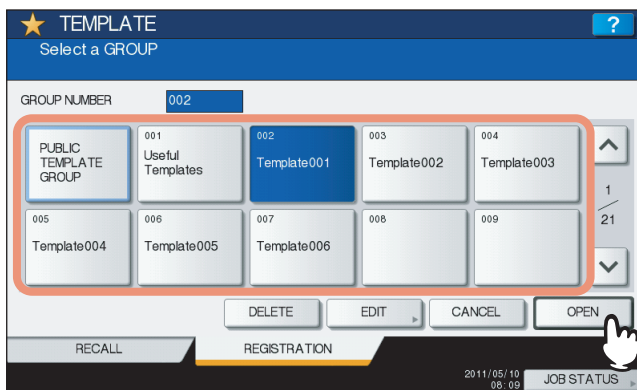 TEMPLATE
?
Select a GROUP
GROUP NUMBER 002
PUBLIC
TEMPLATE
GROUP
001
Useful
Templates
002
Template001
003
Template002
004
Template003
005
Template004
006
Template005
007
Template006
008
009
1
21
DELETE
EDIT
CANCEL
OPEN
RECALL
REGISTRATION
2011/05/10
08:09
JOB STATUS